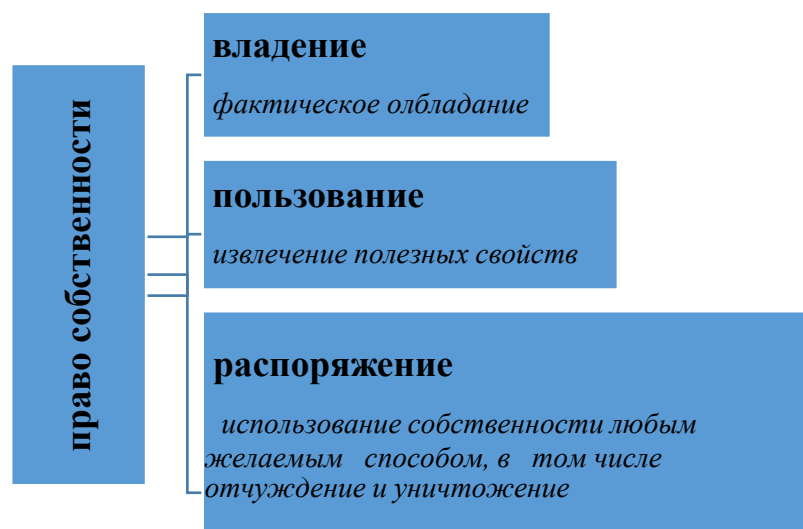 право собственности
владение
фактическое олбладание
пользование
извлечение полезных свойств
распоряжение
использование собственности любым
желаемым способом, в том числе
отчуждение и уничтожение